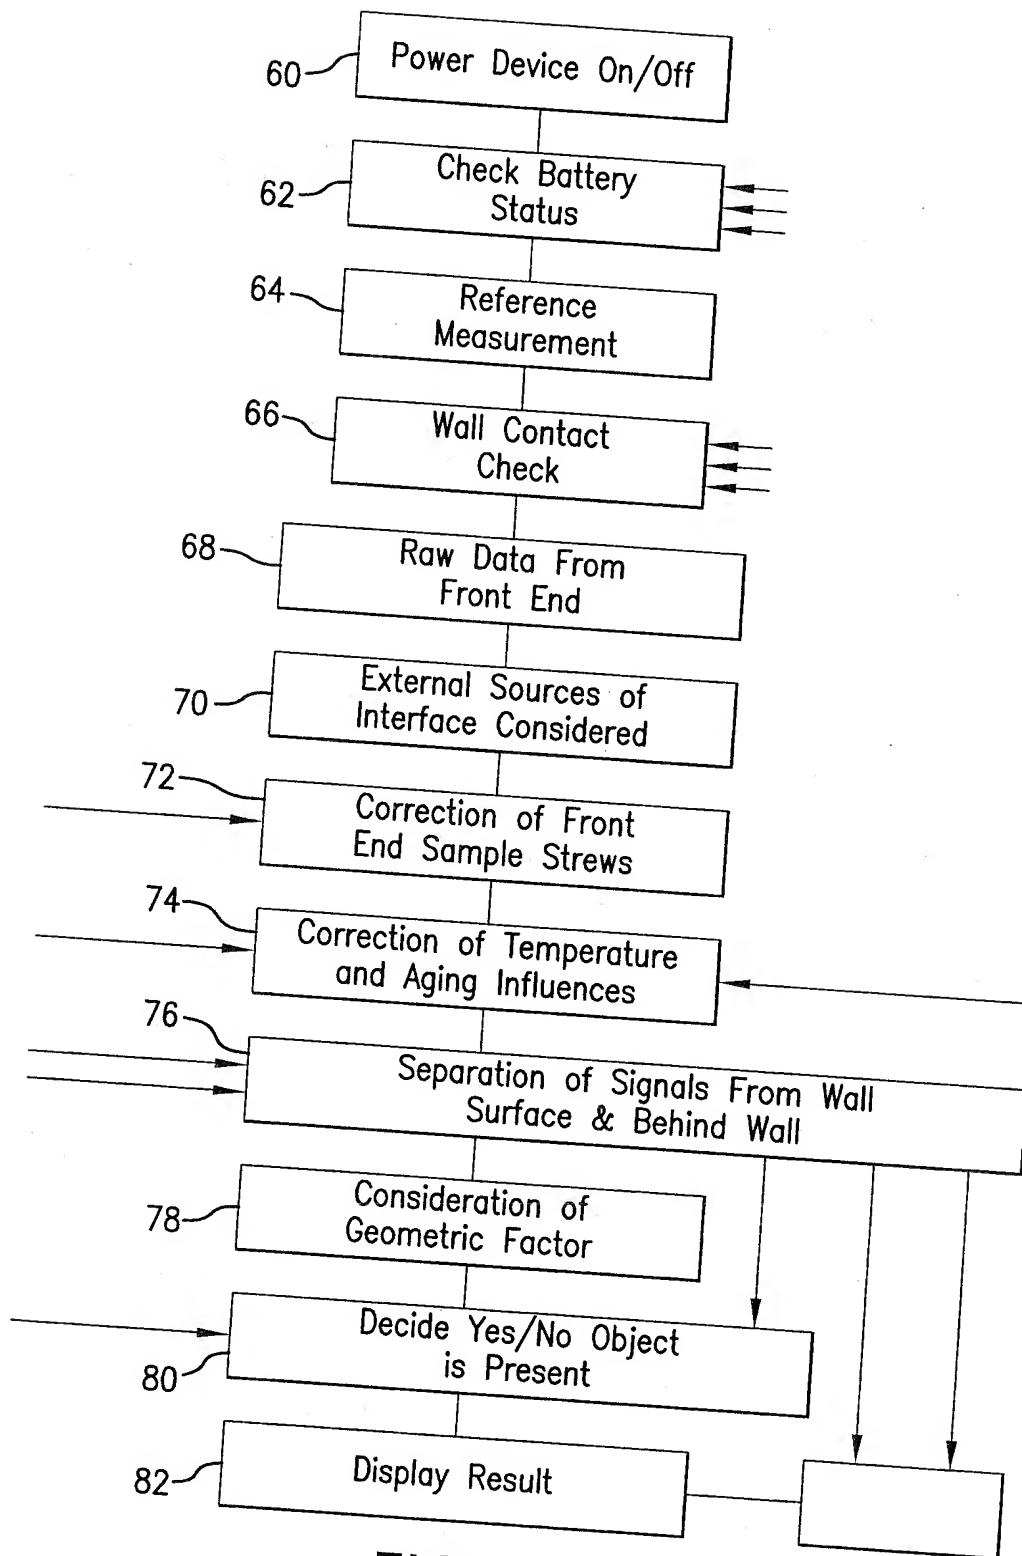 60
Power Device On/Off
62
Check Battery
Status
64
Reference
Measurement
66
Wall Contact
Check
68
Raw Data From
Front End
70
External Sources of
Interface Considered
72
Correction of Front
End Sample Strews
74
Correction of Temperature
and Aging Influences
76
Separation of Signals From Wall
Surface & Behind Wall
78
Consideration of
Geometric Factor
80
Decide Yes/No Object
is Present
82
Display Result